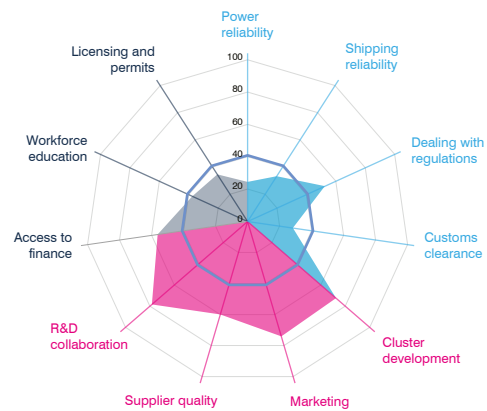 Power
reliability
Shipping
reliability
Dealing with
regulations
Customs
clearance
Cluster
development
Marketing
Supplier quality
R&D
collaboration
Access to
finance
Workforce
education
Licensing and
permits
100
80
60
40
20
0